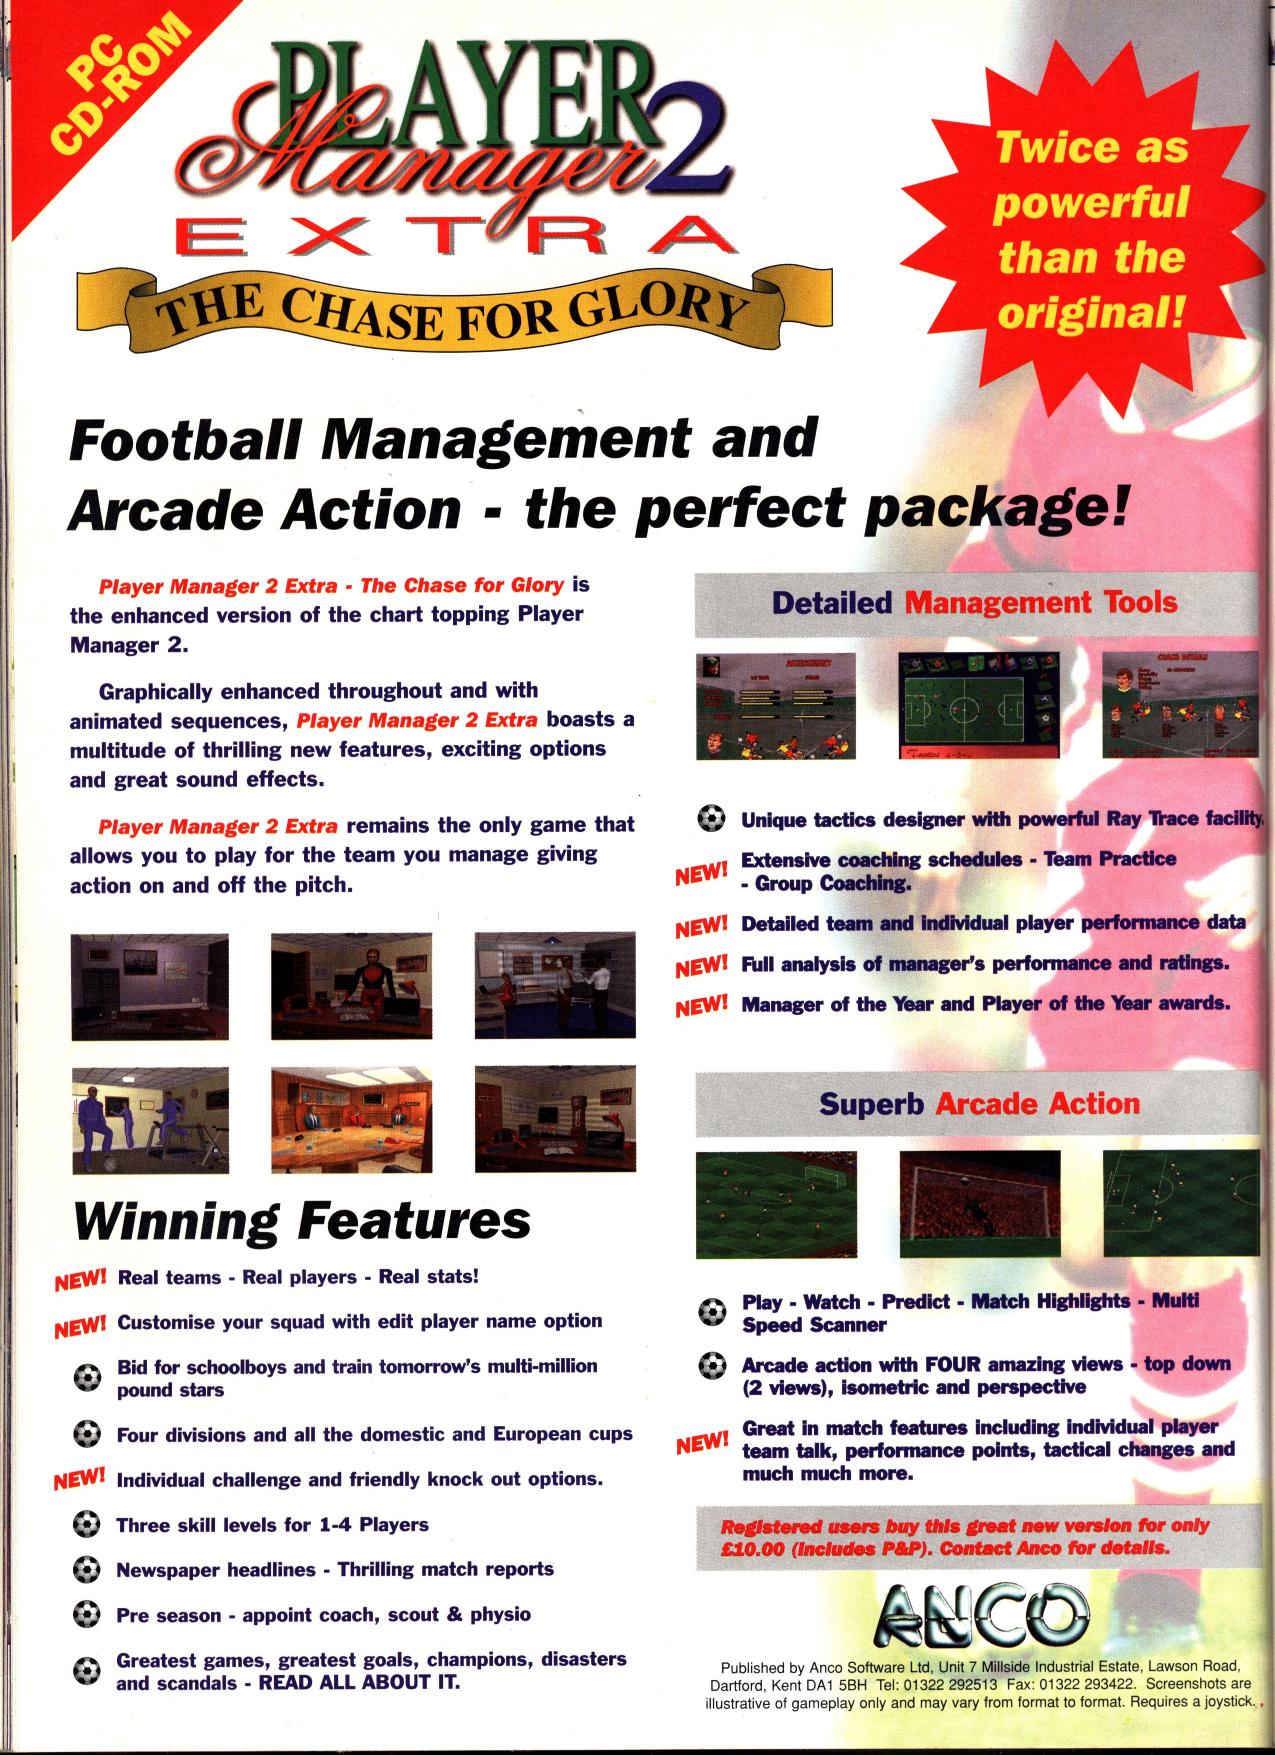 PC
CD-ROM
PLAYER
Manager 2
EXTRA
THE CHASE FOR GLORY
Twice as
powerful
than the
original!
Football Management and
Arcade Action - the perfect package!
Player Manager 2 Extra - The Chase for Glory is
the enhanced version of the chart topping Player
Manager 2.
Graphically enhanced throughout and with
animated sequences, Player Manager 2 Extra boasts a
multitude of thrilling new features, exciting options
and great sound effects.
Player Manager 2 Extra remains the only game that
allows you to play for the team you manage giving
action on and off the pitch.
Winning Features
NEW! Real teams - Real players - Real stats!
NEW! Customise your squad with edit player name option
Bid for schoolboys and train tomorrow's multi-million
pound stars
Four divisions and all the domestic and European cups
NEW! Individual challenge and friendly knock out options.
Three skill levels for 1-4 Players
Newspaper headlines - Thrilling match reports
Pre season - appoint coach, scout & physio
Greatest games, greatest goals, champions, disasters
and scandals - READ ALL ABOUT IT.
Detailed Management Tools
ASSESSMENT
COACH DETAILS
Tactics
Unique tactics designer with powerful Ray Trace facility.
NEW! Extensive coaching schedules - Team Practice
- Group Coaching.
NEW! Detailed team and individual player performance data
NEW! Full analysis of manager's performance and ratings.
NEW! Manager of the Year and Player of the Year awards.
Superb Arcade Action
Play - Watch - Predict - Match Highlights - Multi
Speed Scanner
Arcade action with FOUR amazing views - top down
(2 views), isometric and perspective
NEW! Great in match features including individual player
team talk, performance points, tactical changes and
much much more.
Registered users buy this great new version for only
£10.00 (Includes P&P). Contact Anco for details.
ANCO
Published by Anco Software Ltd, Unit 7 Millside Industrial Estate, Lawson Road,
Dartford, Kent DA1 5BH Tel: 01322 292513 Fax: 01322 293422. Screenshots are
illustrative of gameplay only and may vary from format to format. Requires a joystick.